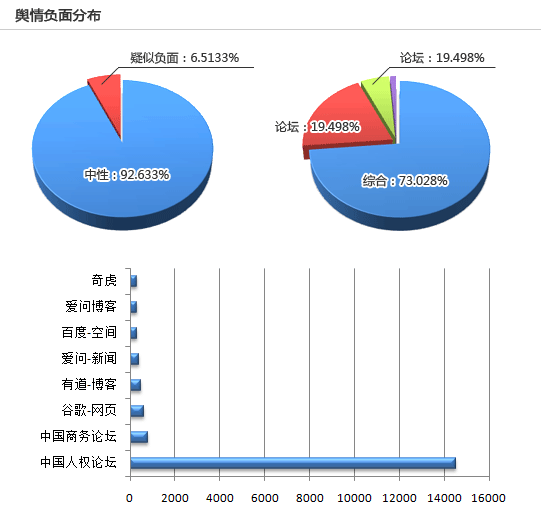 舆情负面分布
疑似负面：6.5133%
中性：92.633%
论坛：19.498%
论坛：19.498%
综合：73.028%
奇虎
爱问博客
百度-空间
爱问-新闻
有道-博客
谷歌-网页
中国商务论坛
中国人权论坛
0 2000 4000 6000 8000 10000 12000 14000 16000